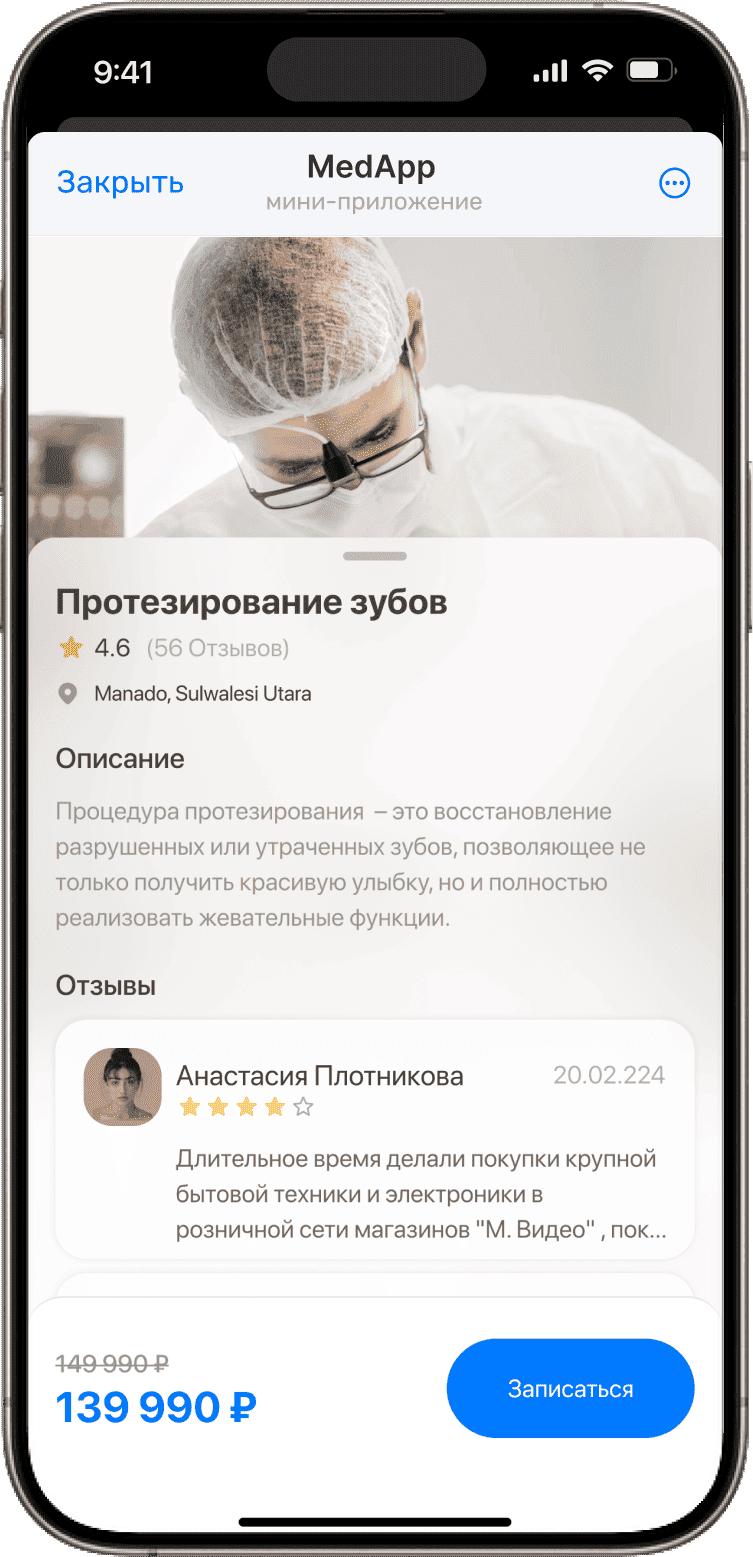 9:41
Закрыть
MedApp
мини-приложение
Протезирование зубов
4.6 (56 Отзывов)
Manado, Sulwalesi Utara
Описание
Процедура протезирования – это восстановление
разрушенных или утраченных зубов, позволяющее не
только получить красивую улыбку, но и полностью
реализовать жевательные функции.
Отзывы
Анастасия Плотникова 20.02.224
Длительное время делали покупки крупной
бытовой техники и электроники в
розничной сети магазинов "М. Видео" , пок...
149 990 ₽
139 990 ₽
Записаться